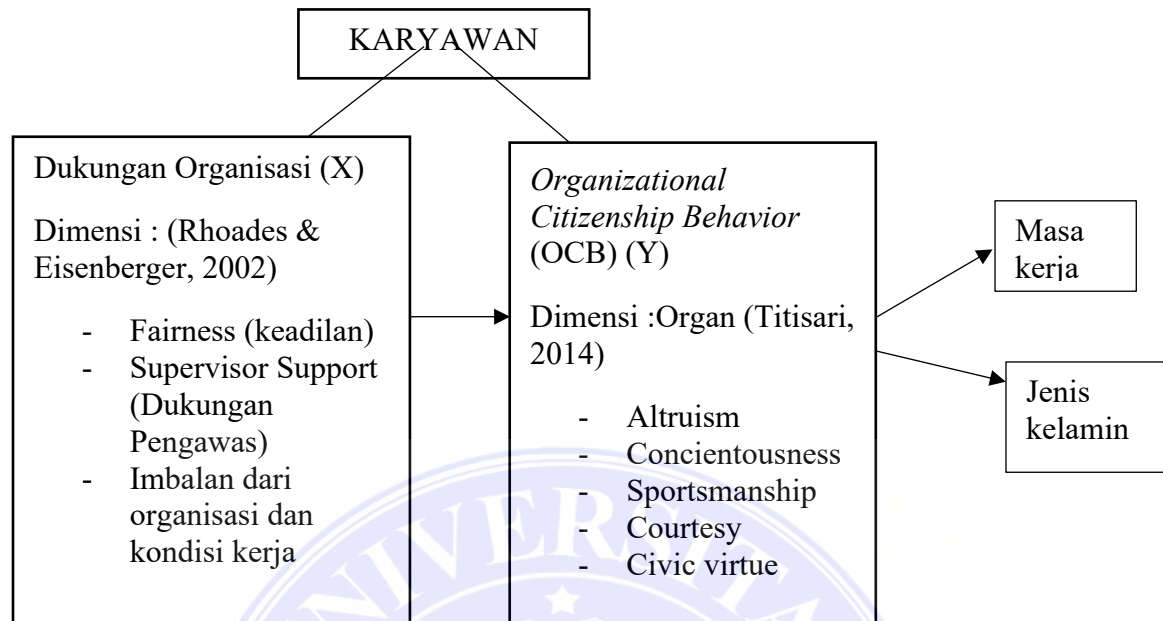 KARYAWAN
Dukungan Organisasi (X)
Dimensi : (Rhoades &
Eisenberger, 2002)
- Fairness (keadilan)
- Supervisor Support
(Dukungan
Pengawas)
- Imbalan dari
organisasi dan
kondisi kerja
Organizational
Citizenship Behavior
(OCB) (Y)
Dimensi :Organ (Titisari,
2014)
- Altruism
- Concientousness
- Sportsmanship
- Courtesy
- Civic virtue
Masa
kerja
Jenis
kelamin